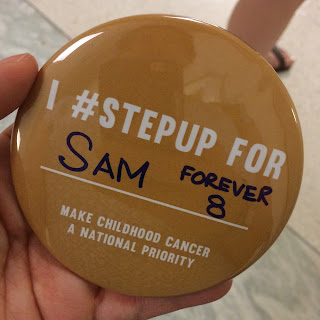 I #STEPUP FOR
SAM FOREVER 8
MAKE CHILDHOOD CANCER
A NATIONAL PRIORITY